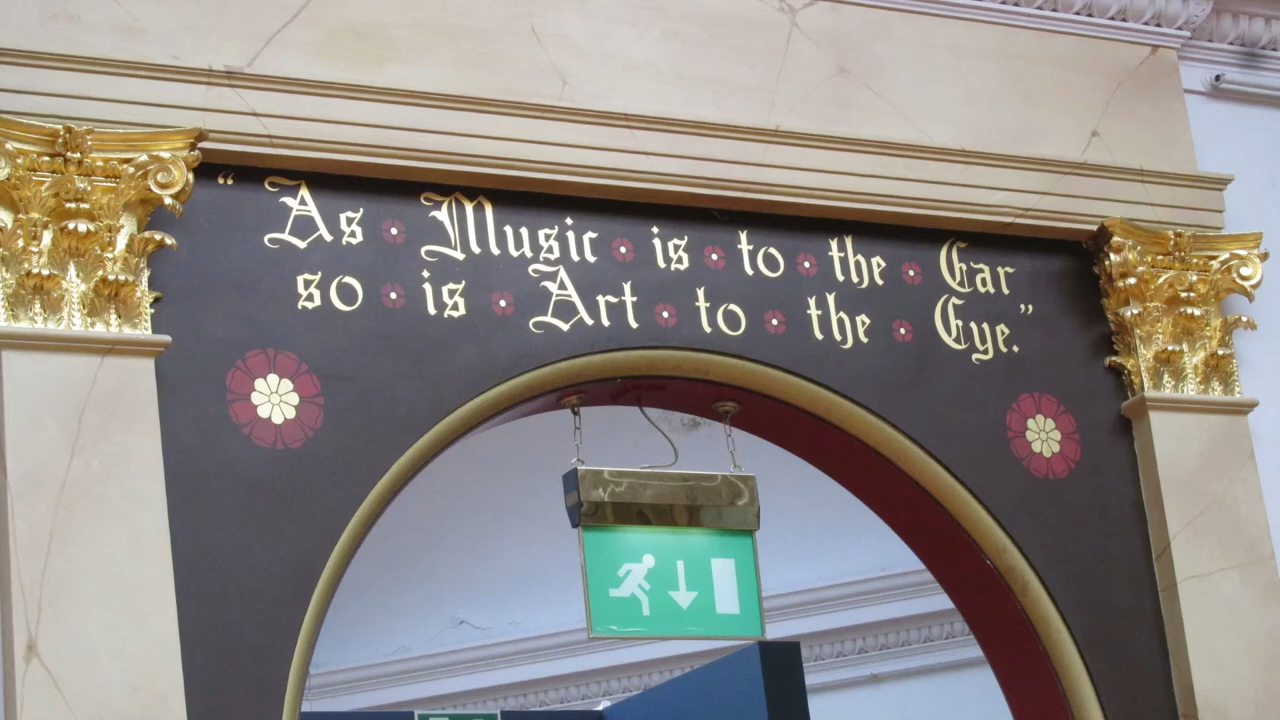 “As Music is to the Ear
so is Art to the Eye.”